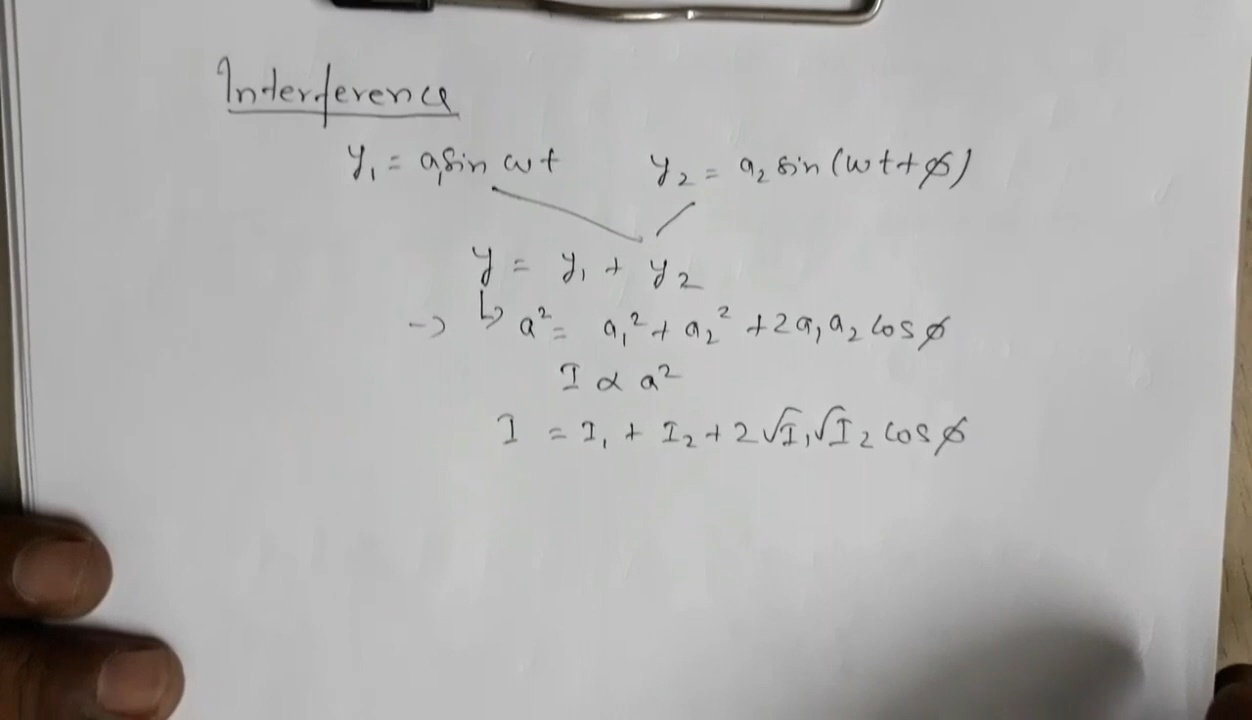 Interference
y₁ = a₁sin ωt y₂ = a₂ sin (ωt+ϕ)
y = y₁ + y₂
-> ↳ a² = a₁² + a₂² + 2a₁a₂ cos ϕ
I ∝ a²
I = I₁ + I₂ + 2 √I₁ √I₂ cos ϕ